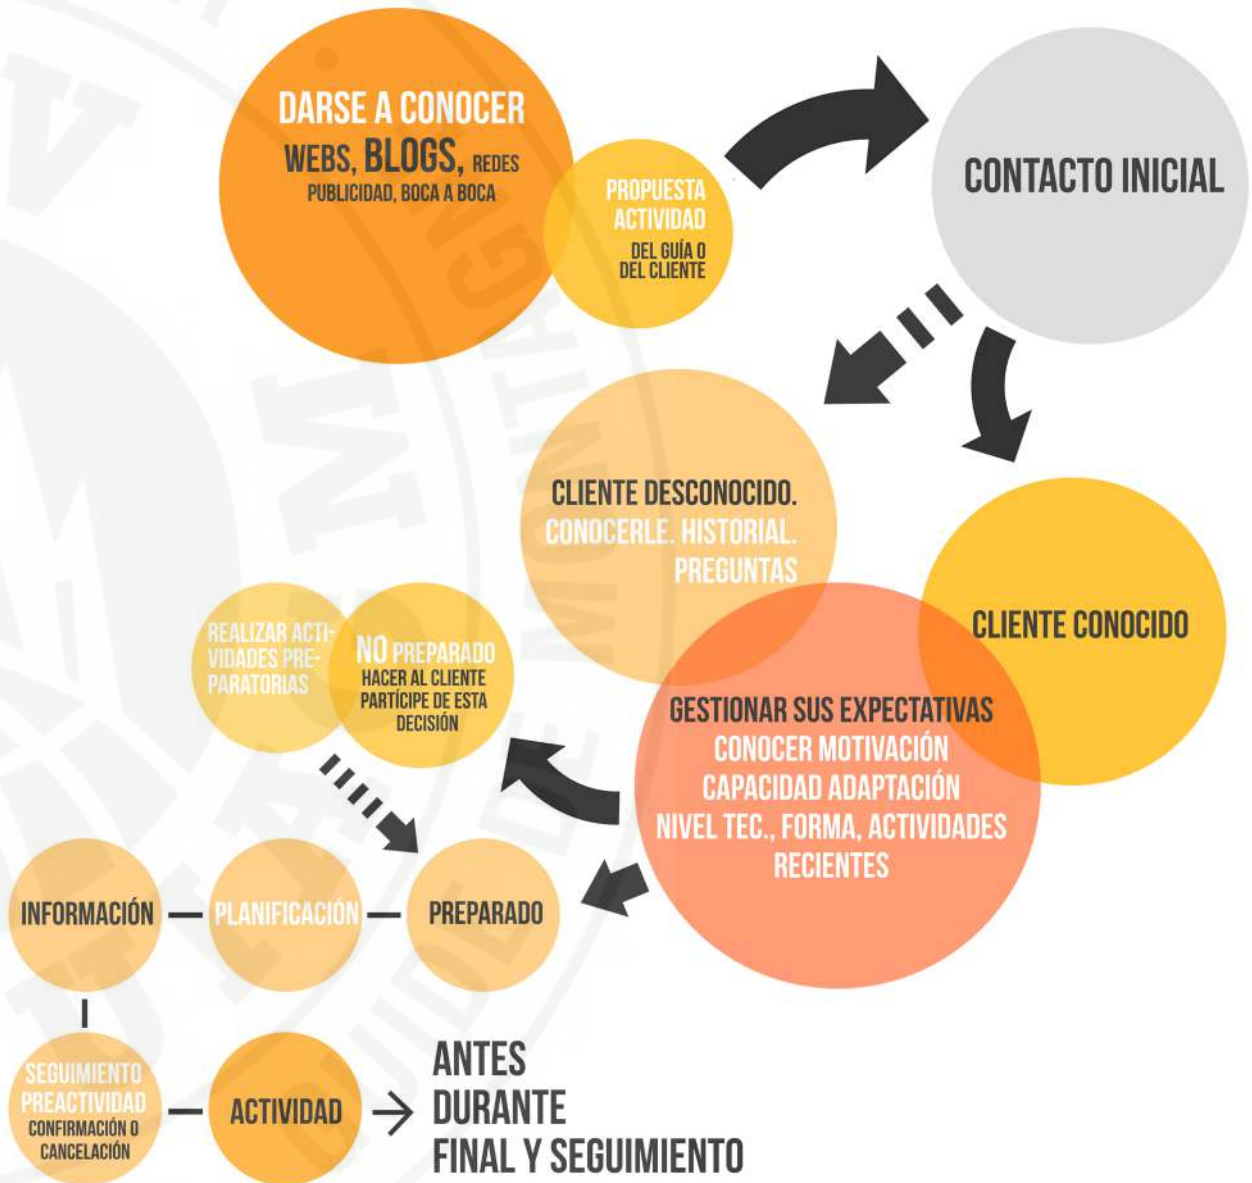 DARSE A CONOCER
WEBS, BLOGS, REDES
PUBLICIDAD, BOCA A BOCA
PROPUESTA
ACTIVIDAD
DEL GUÍA O
DEL CLIENTE
CONTACTO INICIAL
CLIENTE DESCONOCIDO.
CONOCERLE. HISTORIAL.
PREGUNTAS
CLIENTE CONOCIDO
GESTIONAR SUS EXPECTATIVAS
CONOCER MOTIVACIÓN
CAPACIDAD ADAPTACIÓN
NIVEL TEC., FORMA, ACTIVIDADES
RECIENTES
NO PREPARADO
HACER AL CLIENTE
PARTÍCIPE DE ESTA
DECISIÓN
REALIZAR ACTI-
VIDADES PRE-
PARATORIAS
PREPARADO
PLANIFICACIÓN
INFORMACIÓN
SEGUIMIENTO
PREACTIVIDAD
CONFIRMACIÓN O
CANCELACIÓN
ACTIVIDAD
ANTES
DURANTE
FINAL Y SEGUIMIENTO